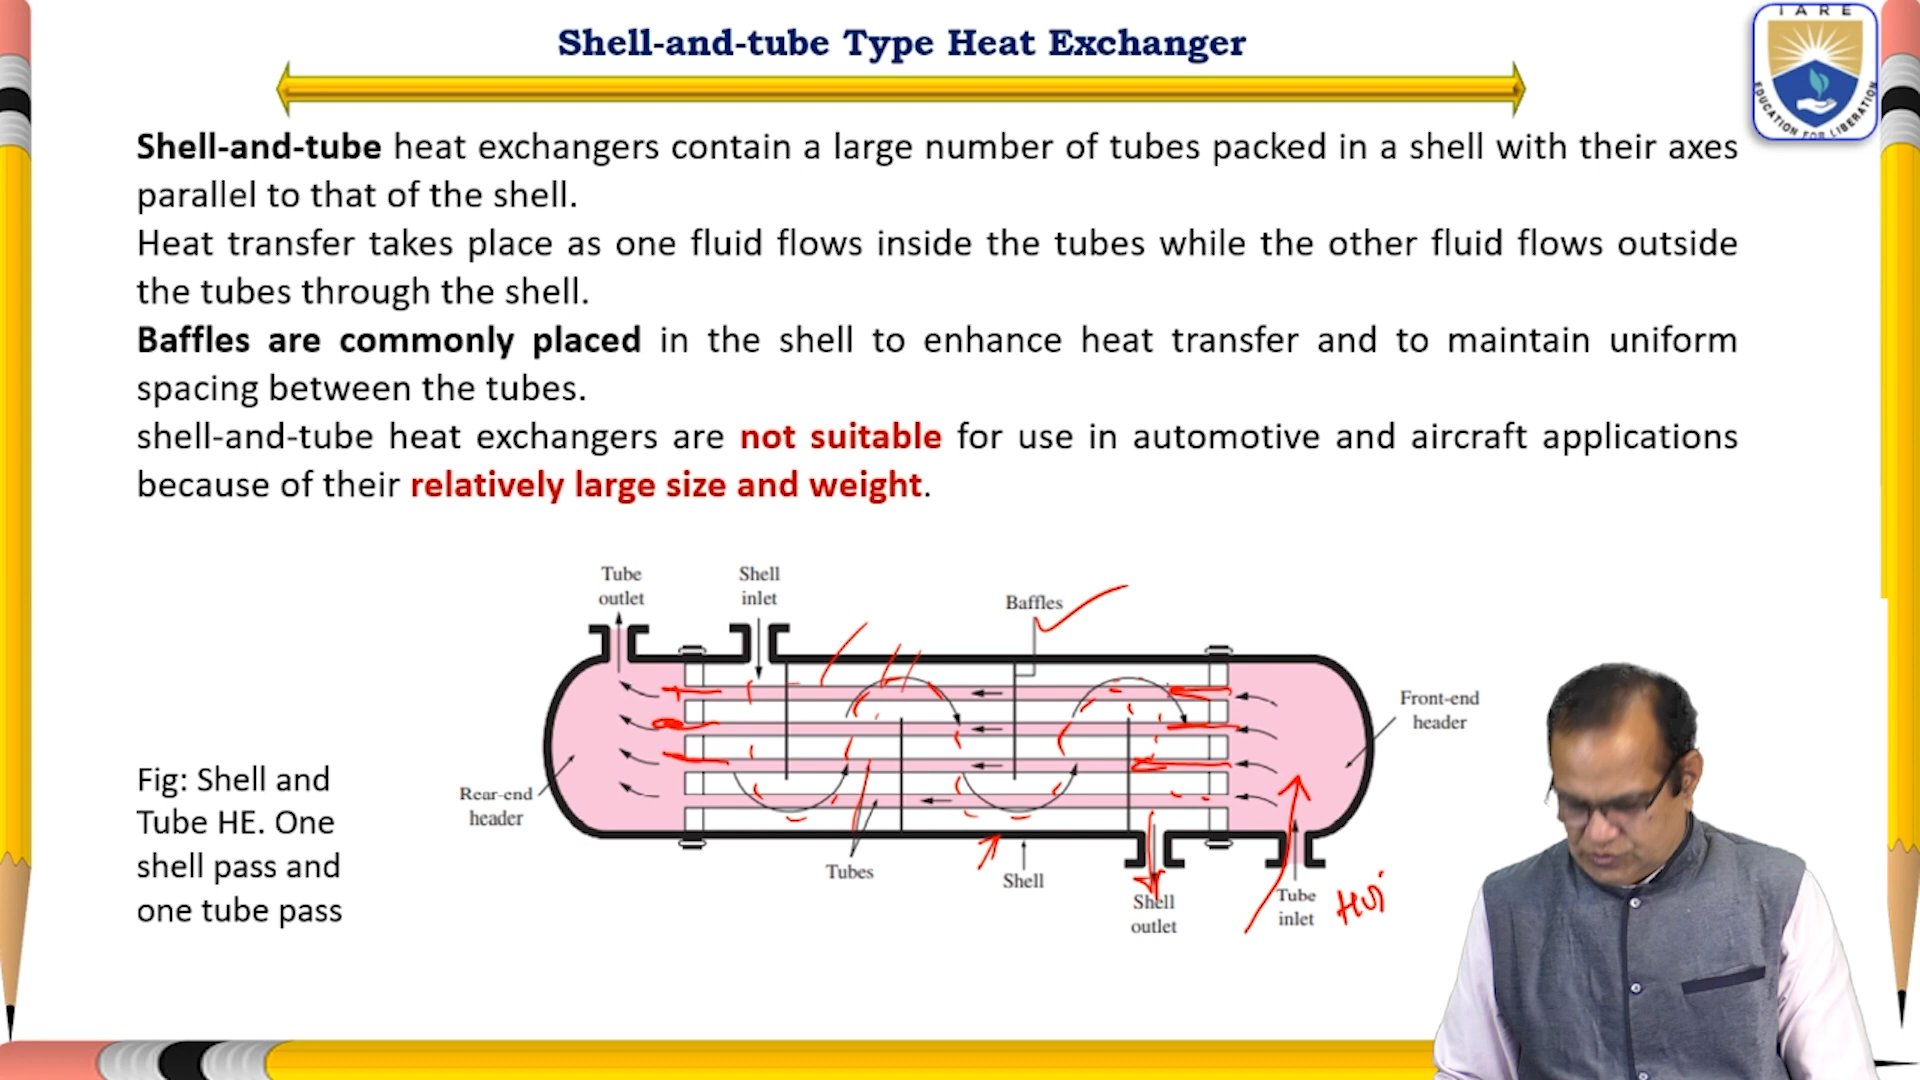 Shell-and-tube Type Heat Exchanger
IARE
EDUCATION FOR LIBERATION
Shell-and-tube heat exchangers contain a large number of tubes packed in a shell with their axes
parallel to that of the shell.
Heat transfer takes place as one fluid flows inside the tubes while the other fluid flows outside
the tubes through the shell.
Baffles are commonly placed in the shell to enhance heat transfer and to maintain uniform
spacing between the tubes.
shell-and-tube heat exchangers are not suitable for use in automotive and aircraft applications
because of their relatively large size and weight.
Tube
outlet
Shell
inlet
Baffles
Front-end
header
Rear-end
header
Tubes
Shell
Shell
outlet
Tube
inlet
Fig: Shell and
Tube HE. One
shell pass and
one tube pass